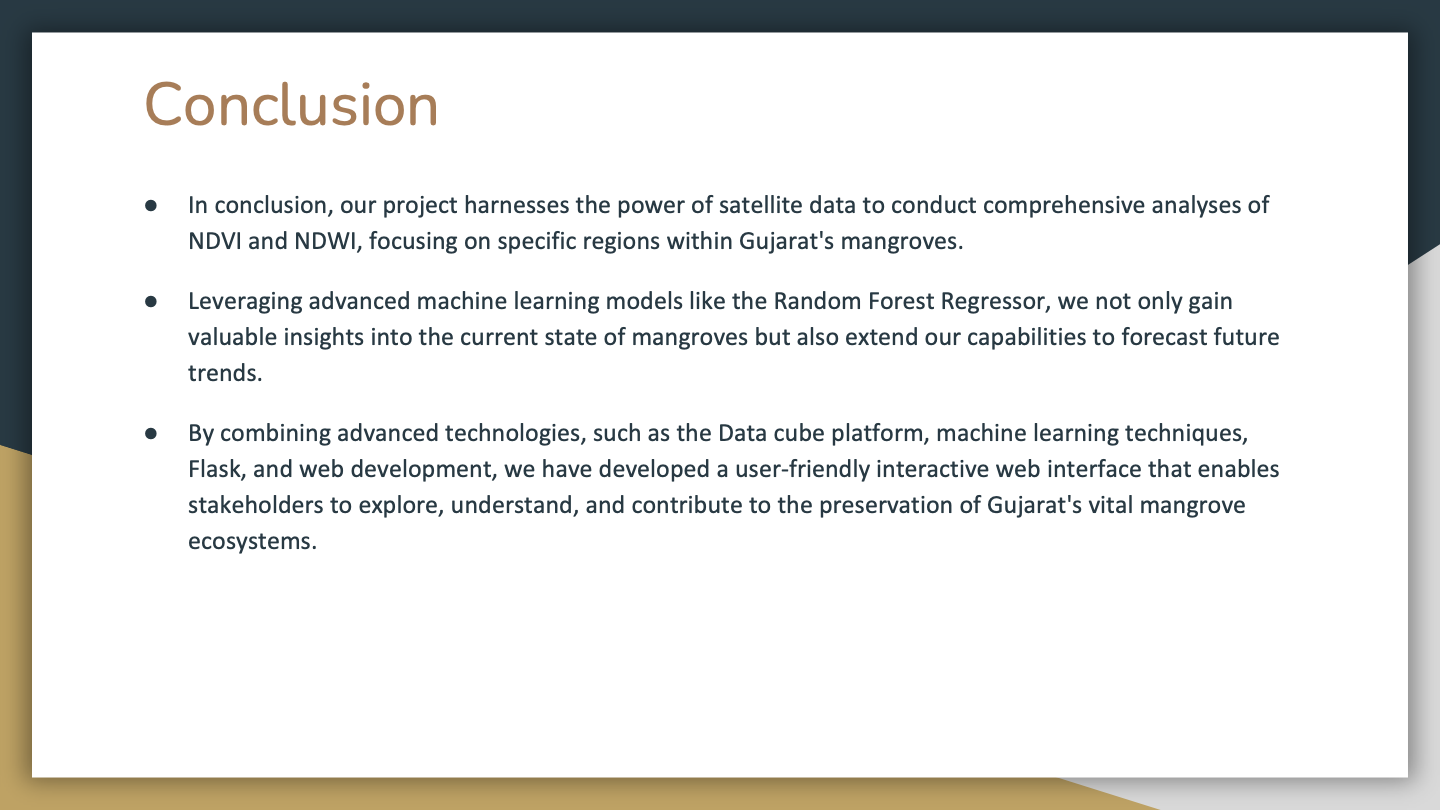 Conclusion
● In conclusion, our project harnesses the power of satellite data to conduct comprehensive analyses of
NDVI and NDWI, focusing on specific regions within Gujarat's mangroves.
● Leveraging advanced machine learning models like the Random Forest Regressor, we not only gain
valuable insights into the current state of mangroves but also extend our capabilities to forecast future
trends.
● By combining advanced technologies, such as the Data cube platform, machine learning techniques,
Flask, and web development, we have developed a user-friendly interactive web interface that enables
stakeholders to explore, understand, and contribute to the preservation of Gujarat's vital mangrove
ecosystems.